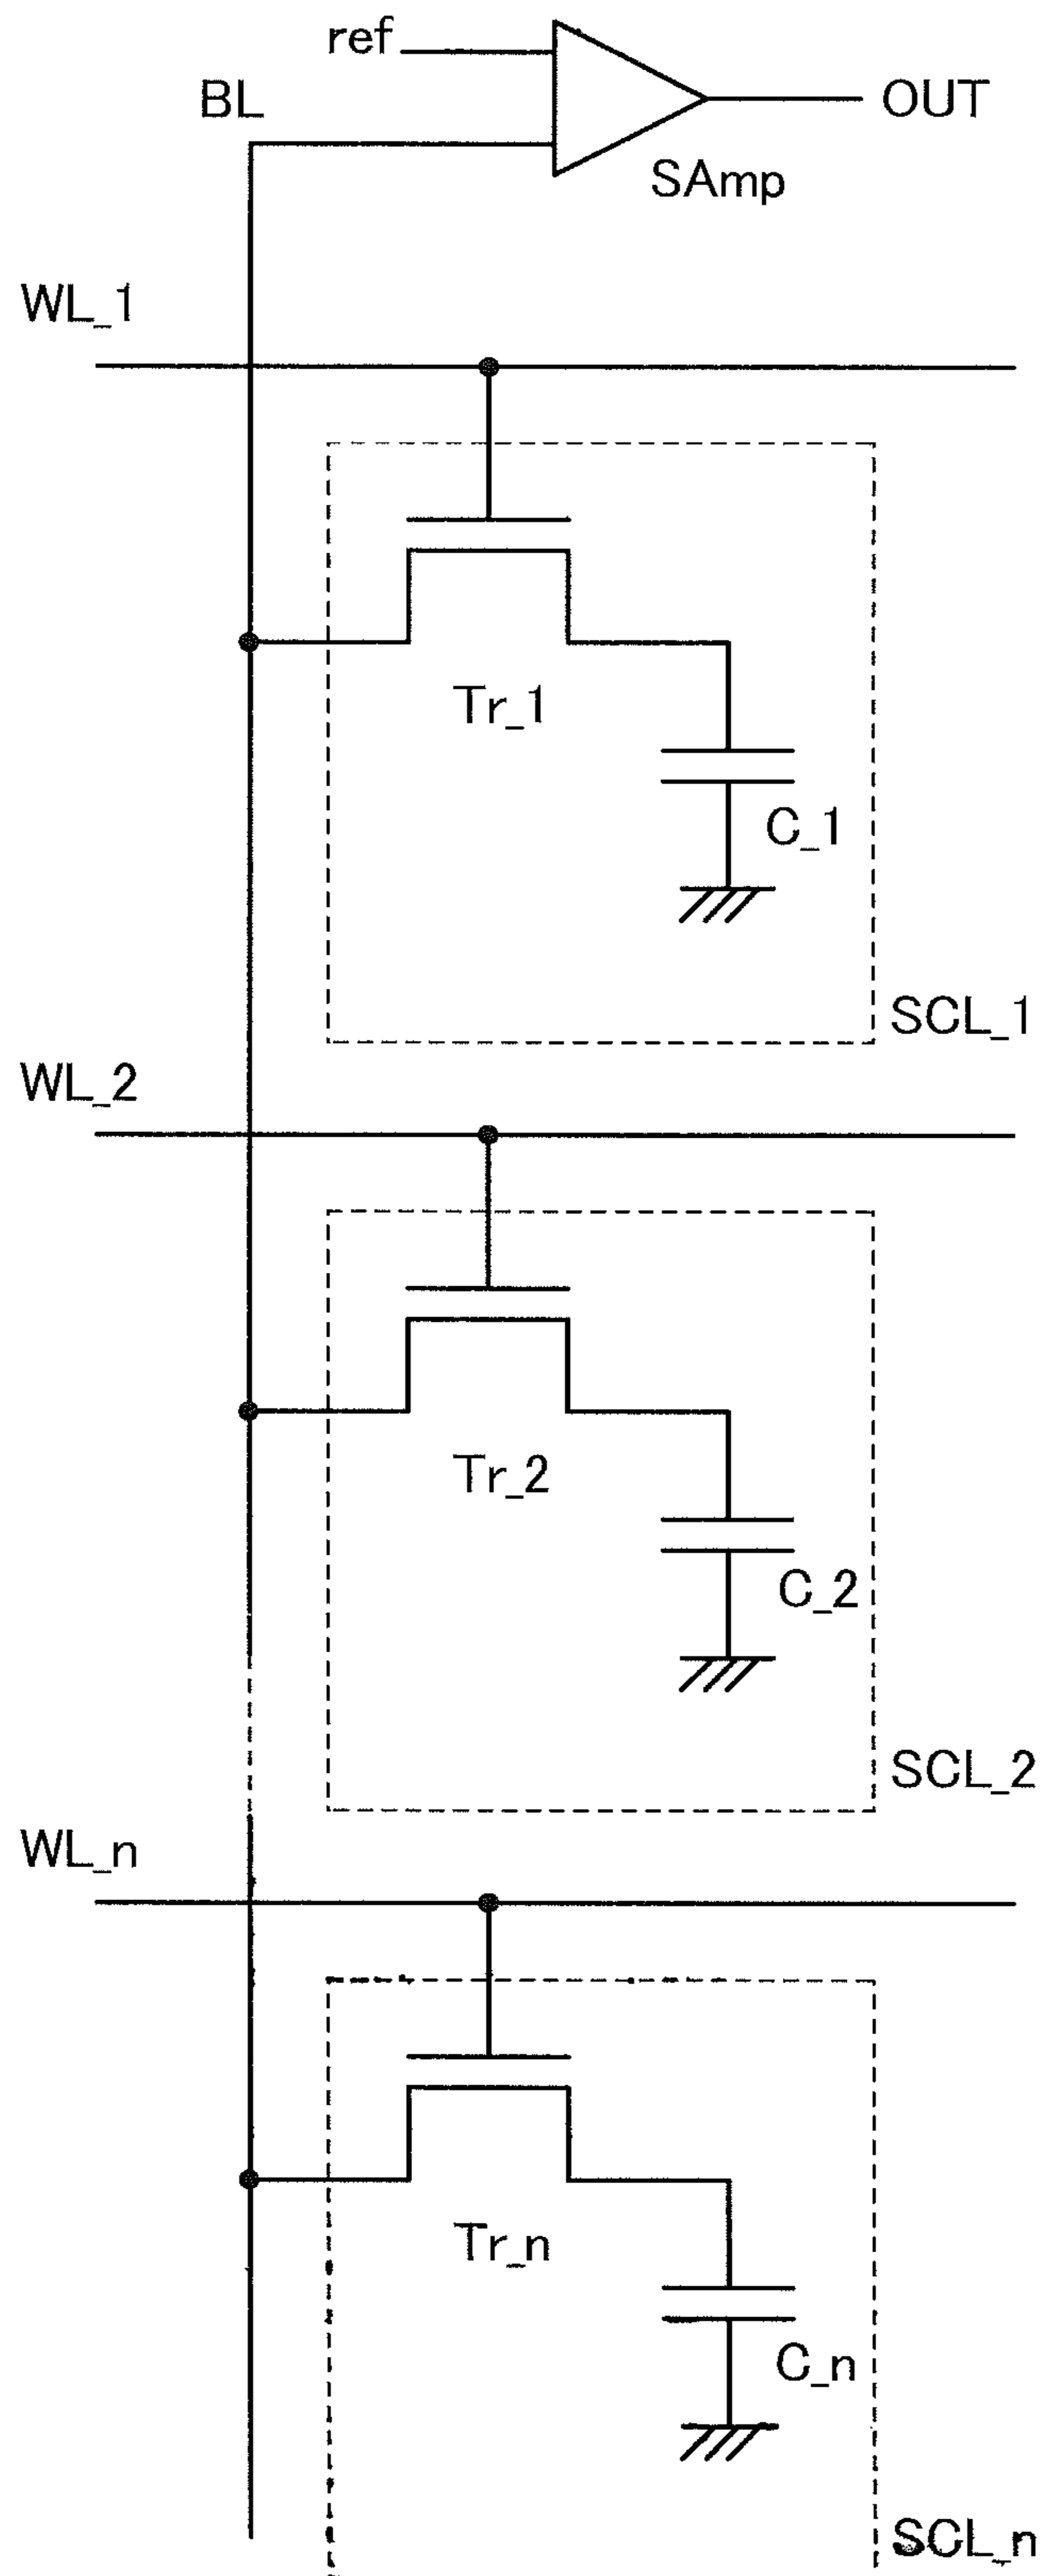 ref
BL
OUT
SAmp
WL_1
Tr_1
C_1
SCL_1
WL_2
Tr_2
C_2
SCL_2
WL_n
Tr_n
C_n
SCL_n